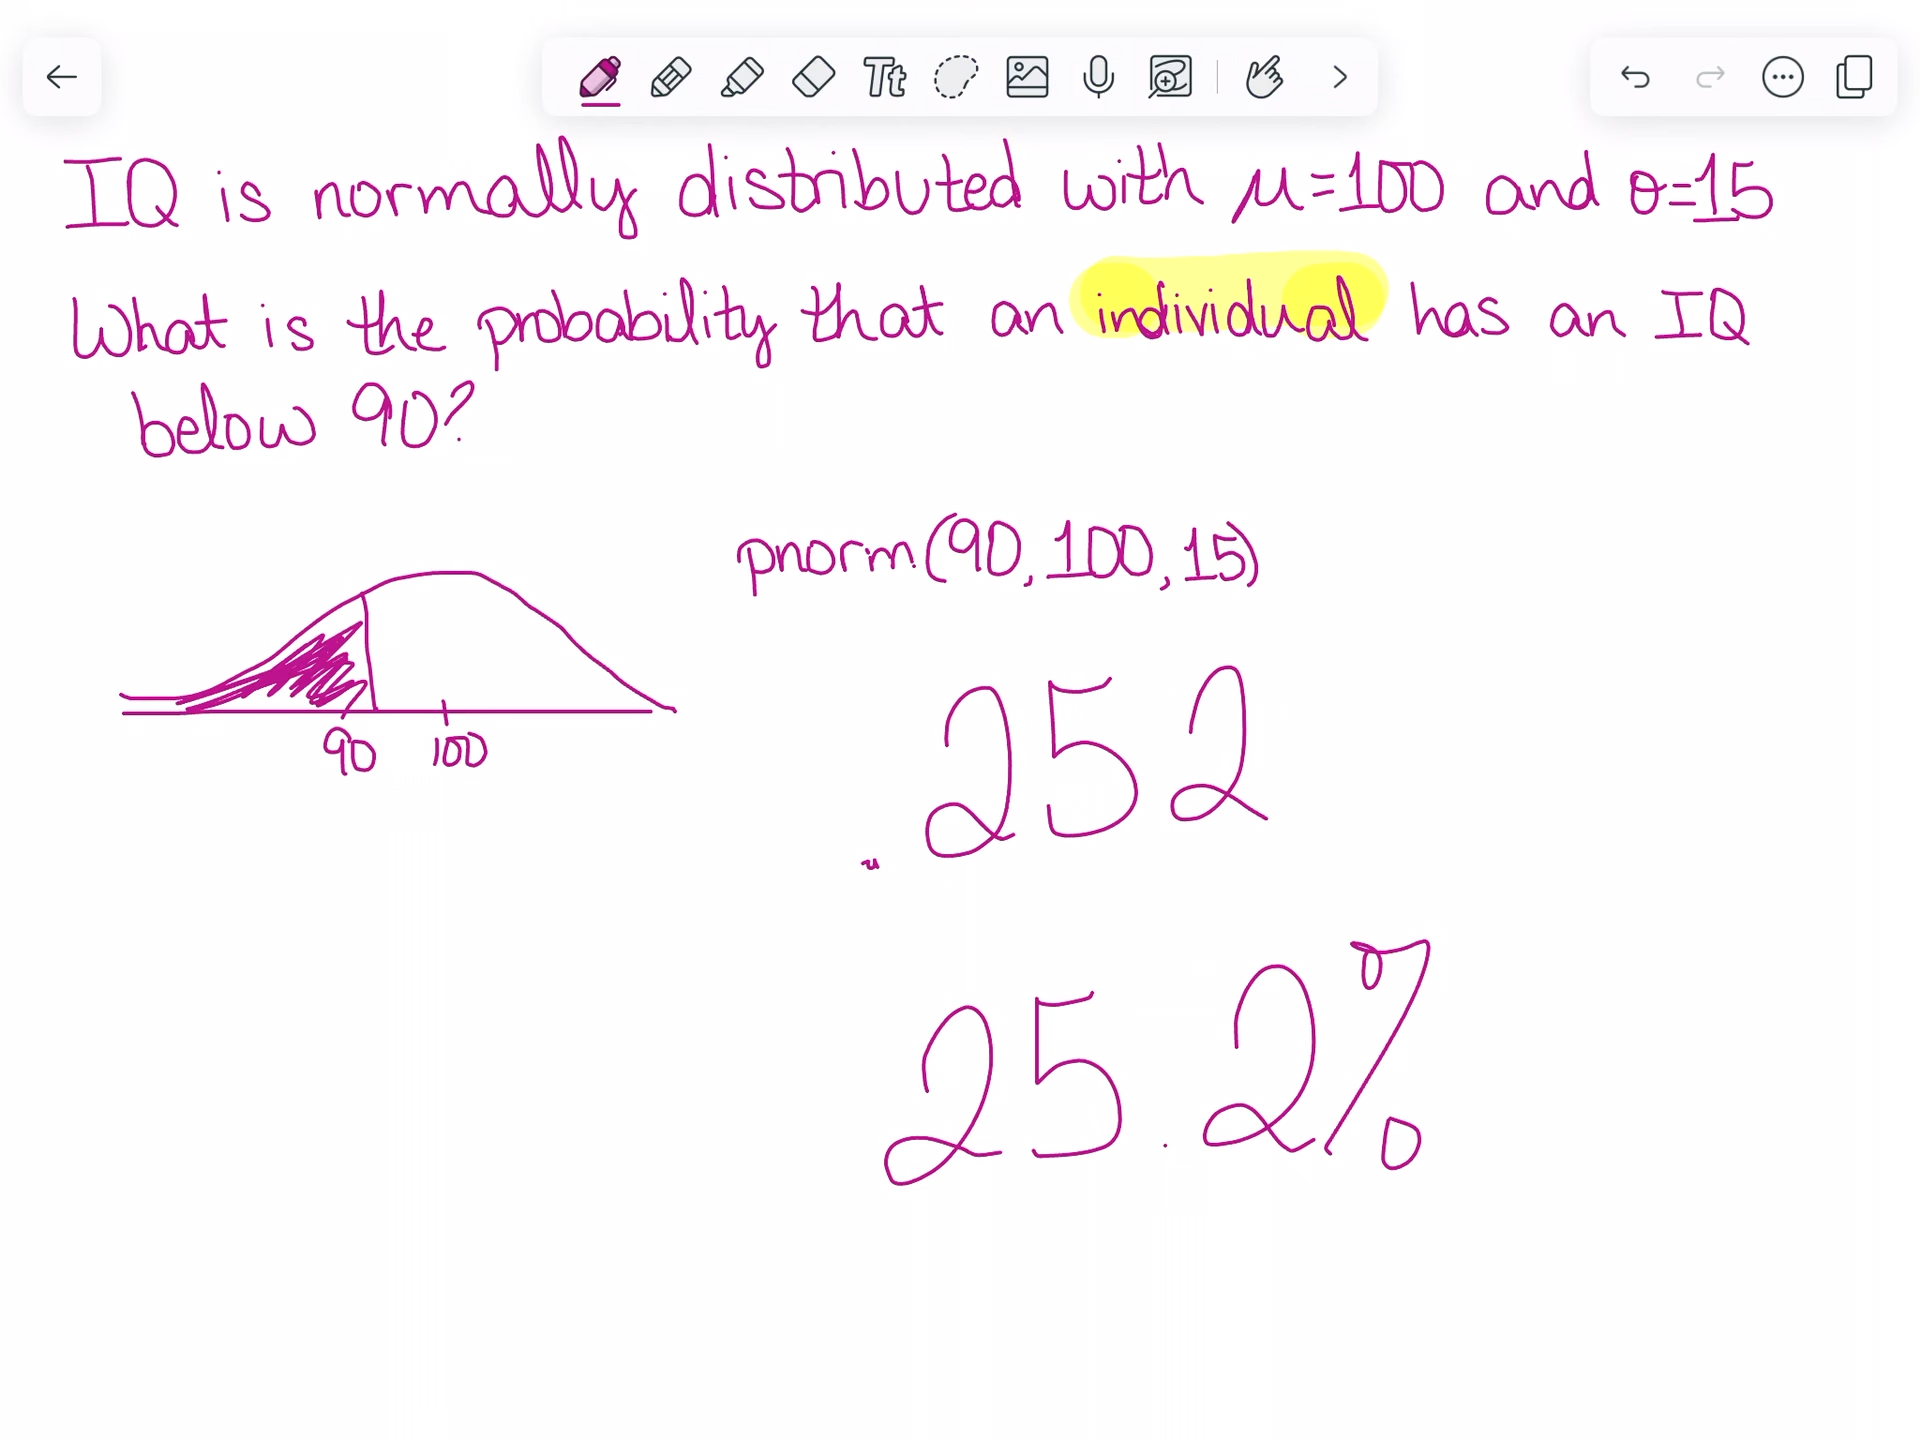 Tt
IQ is normally distributed with μ=100 and σ=15
What is the probability that an individual has an IQ
below 90?
pnorm(90,100,15)
90 100
.252
25.2%